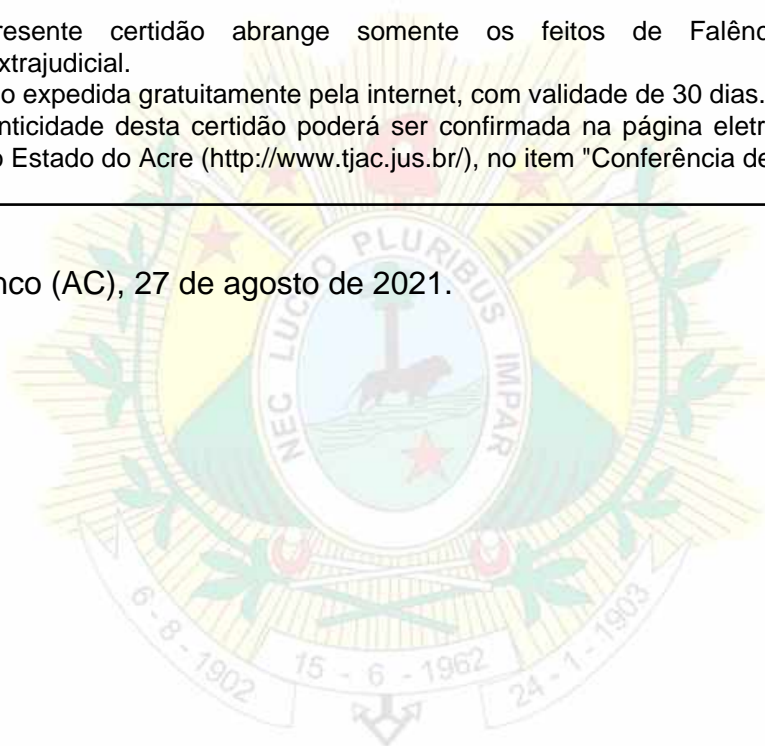 resente certidão abrange somente os feitos de Falênc
xtrajudicial.
o expedida gratuitamente pela internet, com validade de 30 dias.
nticidade desta certidão poderá ser confirmada na página eletr
o Estado do Acre (http://www.tjac.jus.br/), no item "Conferência de
nco (AC), 27 de agosto de 2021.
NEC LUCEO PLURIBUS IMPAR
6 - 8 - 1902
15 - 6 - 1962
24 - 1 - 1903